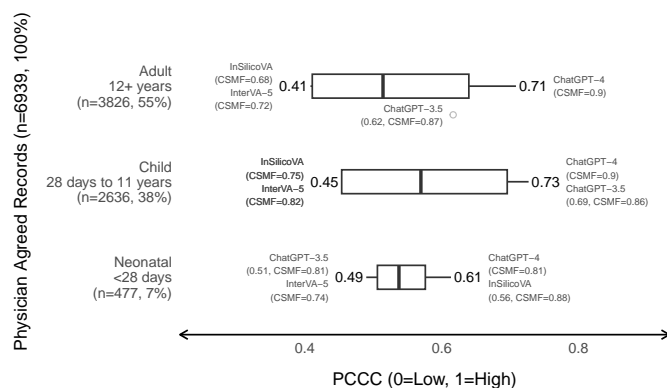 Physician Agreed Records (n=6939, 100%)
Adult
12+ years
(n=3826, 55%)
InSilicoVA
(CSMF=0.68)
InterVA-5
(CSMF=0.72)
0.41
0.71
ChatGPT-4
(CSMF=0.9)
ChatGPT-3.5
(0.62, CSMF=0.87)
Child
28 days to 11 years
(n=2636, 38%)
InSilicoVA
(CSMF=0.75)
InterVA-5
(CSMF=0.82)
0.45
0.73
ChatGPT-4
(CSMF=0.9)
ChatGPT-3.5
(0.69, CSMF=0.86)
Neonatal
<28 days
(n=477, 7%)
ChatGPT-3.5
(0.51, CSMF=0.81)
InterVA-5
(CSMF=0.74)
0.49
0.61
ChatGPT-4
(CSMF=0.81)
InSilicoVA
(0.56, CSMF=0.88)
0.4
0.6
0.8
PCCC (0=Low, 1=High)